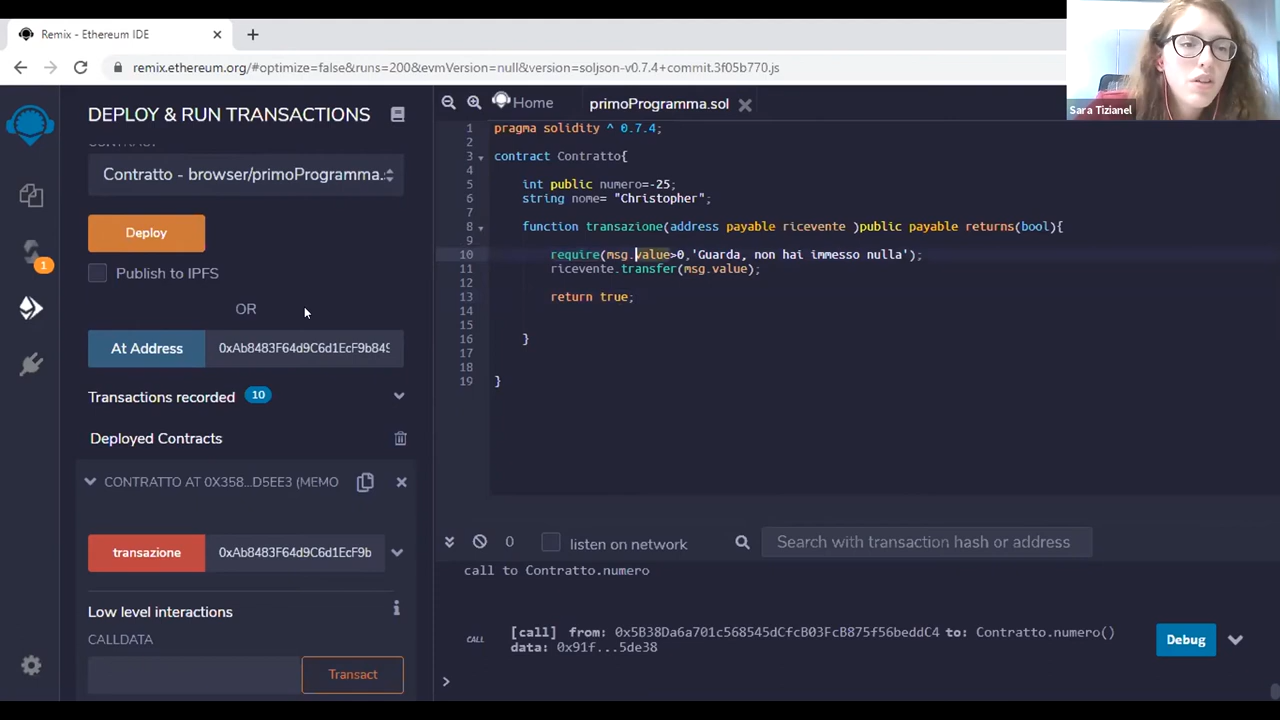 Remix - Ethereum IDE
remix.ethereum.org/#optimize=false&runs=200&evmVersion=null&version=soljson-v0.7.4+commit.3f05b770.js
Sara Tizianel
DEPLOY & RUN TRANSACTIONS
CONTRACT
Contratto - browser/primoProgramma.
Deploy
Publish to IPFS
OR
At Address 0xAb8483F64d9C6d1EcF9b849
Transactions recorded 10
Deployed Contracts
CONTRATTO AT 0X358...D5EE3 (MEMO
transazione 0xAb8483F64d9C6d1EcF9b
Low level interactions
CALLDATA
Transact
1
Home primoProgramma.sol
1 pragma solidity ^ 0.7.4;
2
3 contract Contratto{
4
5 int public numero=-25;
6 string nome= "Christopher";
7
8 function transazione(address payable ricevente )public payable returns(bool){
9
10 require(msg.value>0,'Guarda, non hai immesso nulla');
11 ricevente.transfer(msg.value);
12
13 return true;
14
15
16 }
17
18
19 }
0 listen on network Search with transaction hash or address
call to Contratto.numero
CALL [call] from: 0x5B38Da6a701c568545dCfcB03FcB875f56beddC4 to: Contratto.numero()
data: 0x91f...5de38
Debug
>